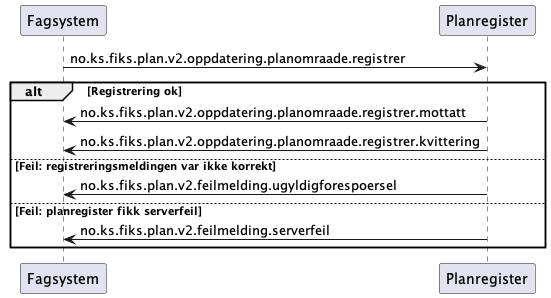 Fagsystem
Planregister
no.ks.fiks.plan.v2.oppdatering.planomraade.registrer
alt
[Registrering ok]
no.ks.fiks.plan.v2.oppdatering.planomraade.registrer.mottatt
no.ks.fiks.plan.v2.oppdatering.planomraade.registrer.kvittering
[Feil: registreringsmeldingen var ikke korrekt]
no.ks.fiks.plan.v2.feilmelding.ugyldigforespoersel
[Feil: planregister fikk serverfeil]
no.ks.fiks.plan.v2.feilmelding.serverfeil
Fagsystem
Planregister